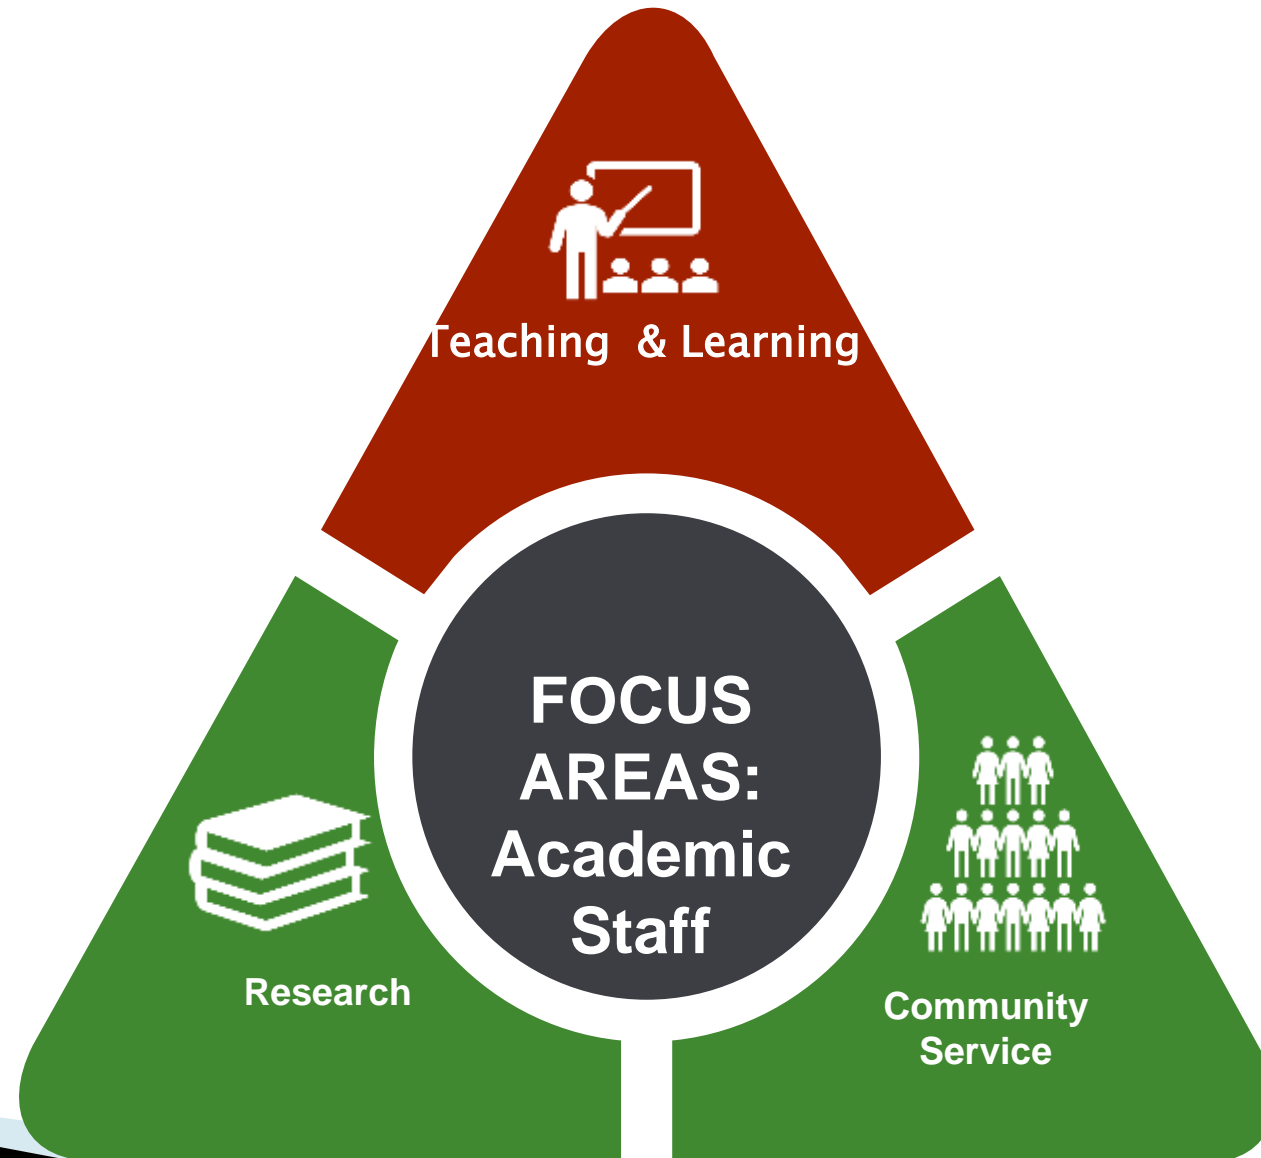 Teaching & Learning
FOCUS
AREAS:
Academic
Staff
Research
Community
Service